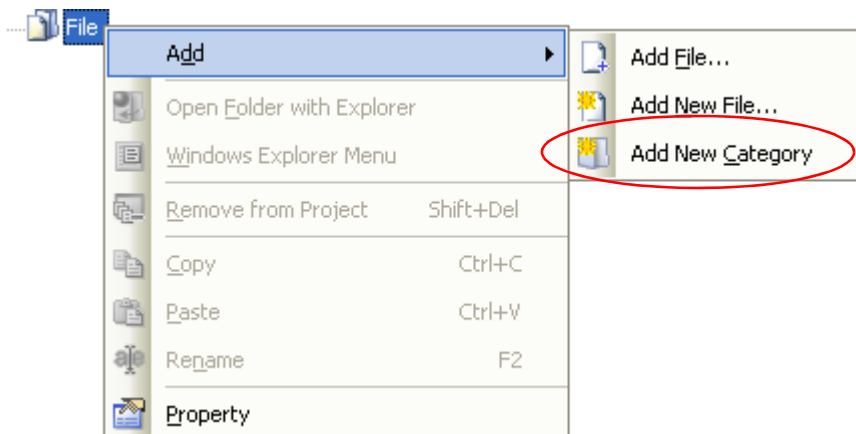 File
Add
Open Folder with Explorer
Windows Explorer Menu
Remove from Project Shift+Del
Copy Ctrl+C
Paste Ctrl+V
Rename F2
Property
Add File...
Add New File...
Add New Category